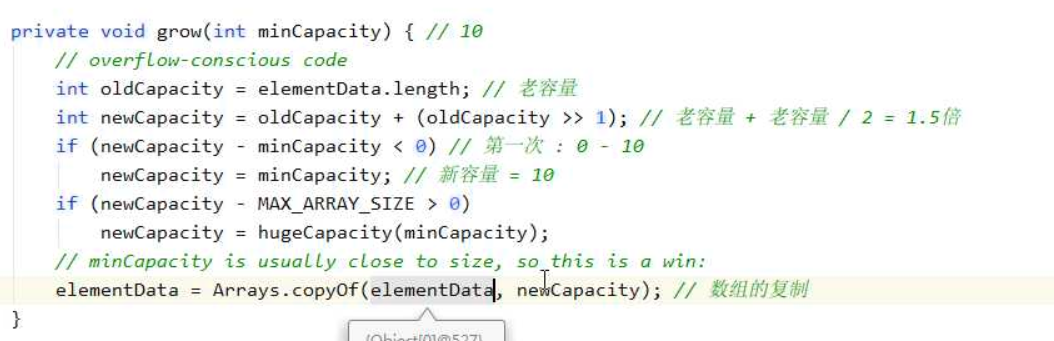 private void grow(int minCapacity) { // 10
// overflow-conscious code
int oldCapacity = elementData.length; // 老容量
int newCapacity = oldCapacity + (oldCapacity >> 1); // 老容量 + 老容量 / 2 = 1.5倍
if (newCapacity - minCapacity < 0) // 第一次 : 0 - 10
newCapacity = minCapacity; // 新容量 = 10
if (newCapacity - MAX_ARRAY_SIZE > 0)
newCapacity = hugeCapacity(minCapacity);
// minCapacity is usually close to size, so this is a win:
elementData = Arrays.copyOf(elementData, newCapacity); // 数组的复制
}
{Object[0]@527}